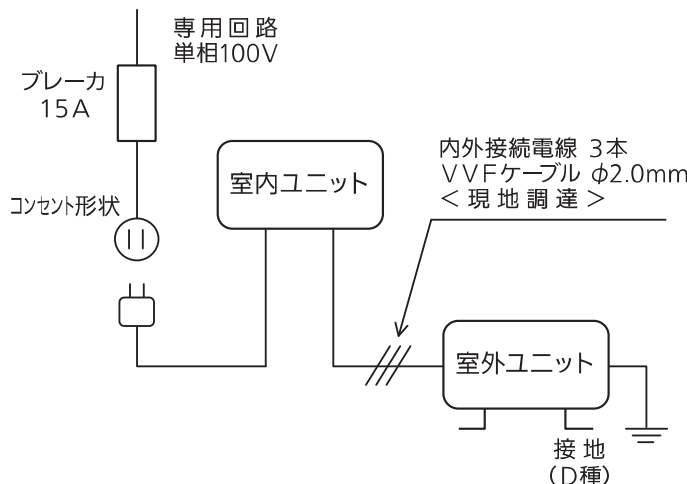 専用回路
単相100V
ブレーカ
15A
コンセント形状
室内ユニット
内外接続電線 3本
VVFケーブル φ2.0mm
<現地調達>
室外ユニット
接地
(D種)